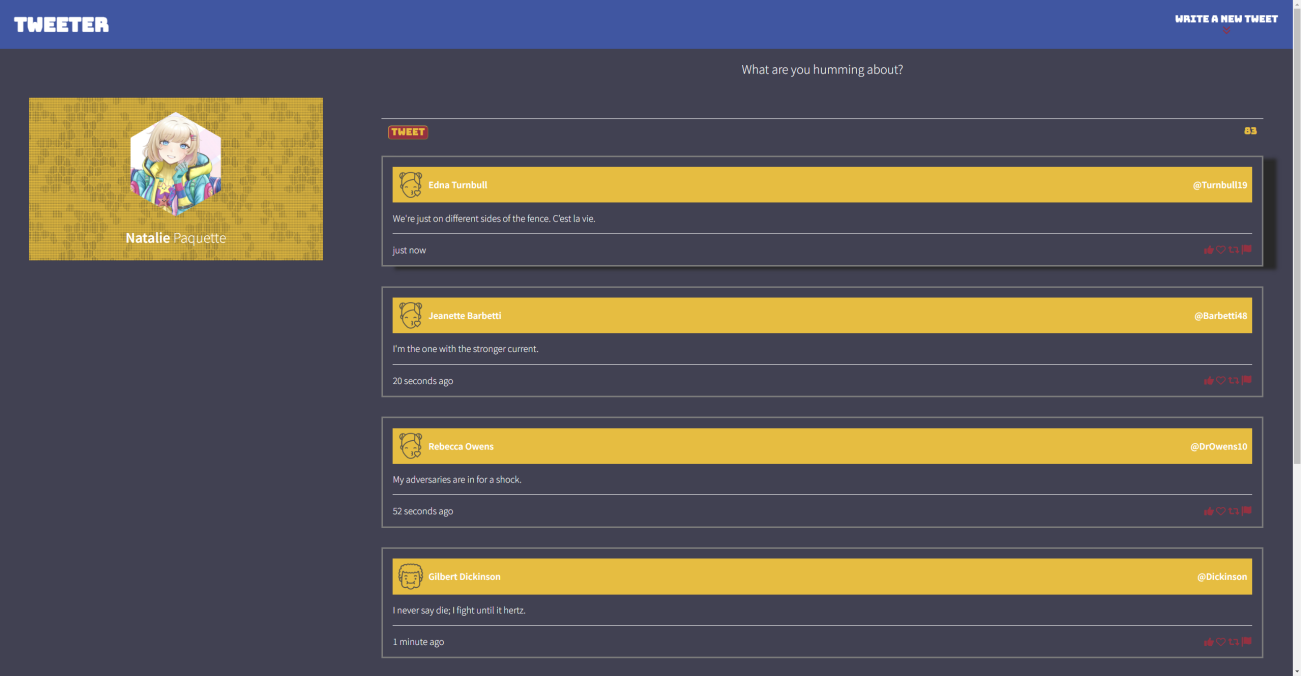 TWEETER
WRITE A NEW TWEET
What are you humming about?
Natalie Paquette
TWEET
83
Edna Turnbull
@Turnbull19
We're just on different sides of the fence. C'est la vie.
just now
Jeanette Barbetti
@Barbetti48
I'm the one with the stronger current.
20 seconds ago
Rebecca Owens
@DrOwens10
My adversaries are in for a shock.
52 seconds ago
Gilbert Dickinson
@Dickinson
I never say die; I fight until it hertz.
1 minute ago